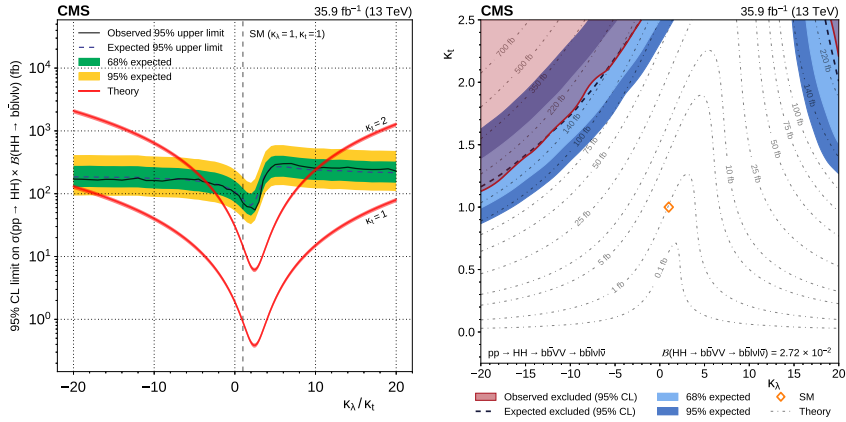 CMS
35.9 fb⁻¹ (13 TeV)
Observed 95% upper limit
Expected 95% upper limit
68% expected
95% expected
Theory
SM (κλ = 1, κt = 1)
κt = 2
κt = 1
95% CL limit on σ(pp → HH) × ℬ(HH → bb̅lνlν) (fb)
10⁴
10³
10²
10¹
10⁰
−20
−10
0
10
20
κλ / κt
CMS
35.9 fb⁻¹ (13 TeV)
κt
2.5
2.0
1.5
1.0
0.5
0.0
700 fb
500 fb
350 fb
220 fb
140 fb
100 fb
75 fb
50 fb
25 fb
10 fb
5 fb
1 fb
0.1 fb
10 fb
25 fb
50 fb
75 fb
100 fb
140 fb
220 fb
pp → HH → bb̅VV → bb̅lνlν̅
ℬ(HH → bb̅VV → bb̅lνlν̅) = 2.72 × 10⁻²
−20
−15
−10
−5
0
5
10
15
20
κλ
Observed excluded (95% CL)
Expected excluded (95% CL)
68% expected
95% expected
SM
Theory